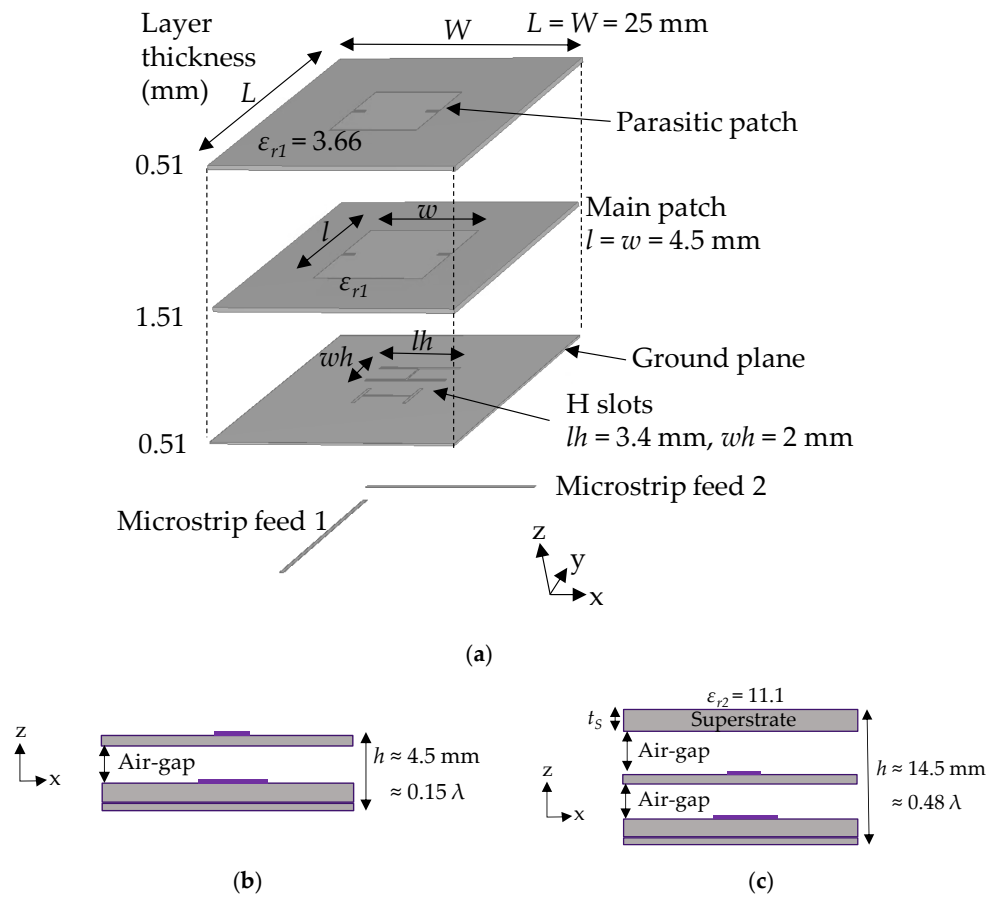 Layer
thickness
(mm)
W
L = W = 25 mm
L
Parasitic patch
εr1 = 3.66
0.51
w
Main patch
l
l = w = 4.5 mm
εr1
1.51
lh
wh
Ground plane
H slots
lh = 3.4 mm, wh = 2 mm
0.51
Microstrip feed 2
Microstrip feed 1
z
y
x
(a)
z
x
Air-gap
h ≈ 4.5 mm
≈ 0.15 λ
(b)
εr2 = 11.1
tS
Superstrate
Air-gap
z
x
Air-gap
h ≈ 14.5 mm
≈ 0.48 λ
(c)